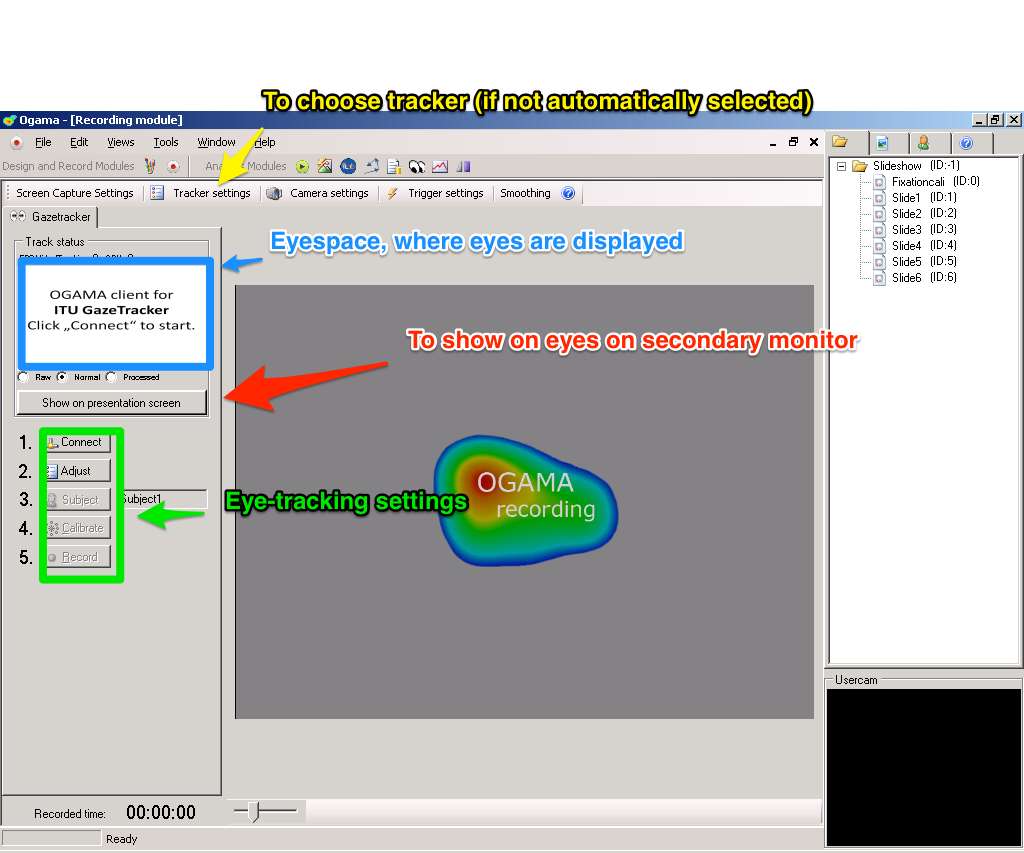 To choose tracker (if not automatically selected)
Ogama - [Recording module]
File Edit Views Tools Window Help
Design and Record Modules Modules
Screen Capture Settings Tracker settings Camera settings Trigger settings Smoothing
Gazetracker
Track status
Eyespace, where eyes are displayed
OGAMA client for
ITU GazeTracker
Click „Connect“ to start.
To show on eyes on secondary monitor
Raw Normal Processed
Show on presentation screen
1. Connect
2. Adjust
3. Subject Subject1
4. Calibrate
5. Record
Eye-tracking settings
OGAMA
recording
Recorded time: 00:00:00
Ready
Slideshow (ID:-1)
Fixationcali (ID:0)
Slide1 (ID:1)
Slide2 (ID:2)
Slide3 (ID:3)
Slide4 (ID:4)
Slide5 (ID:5)
Slide6 (ID:6)
Usercam